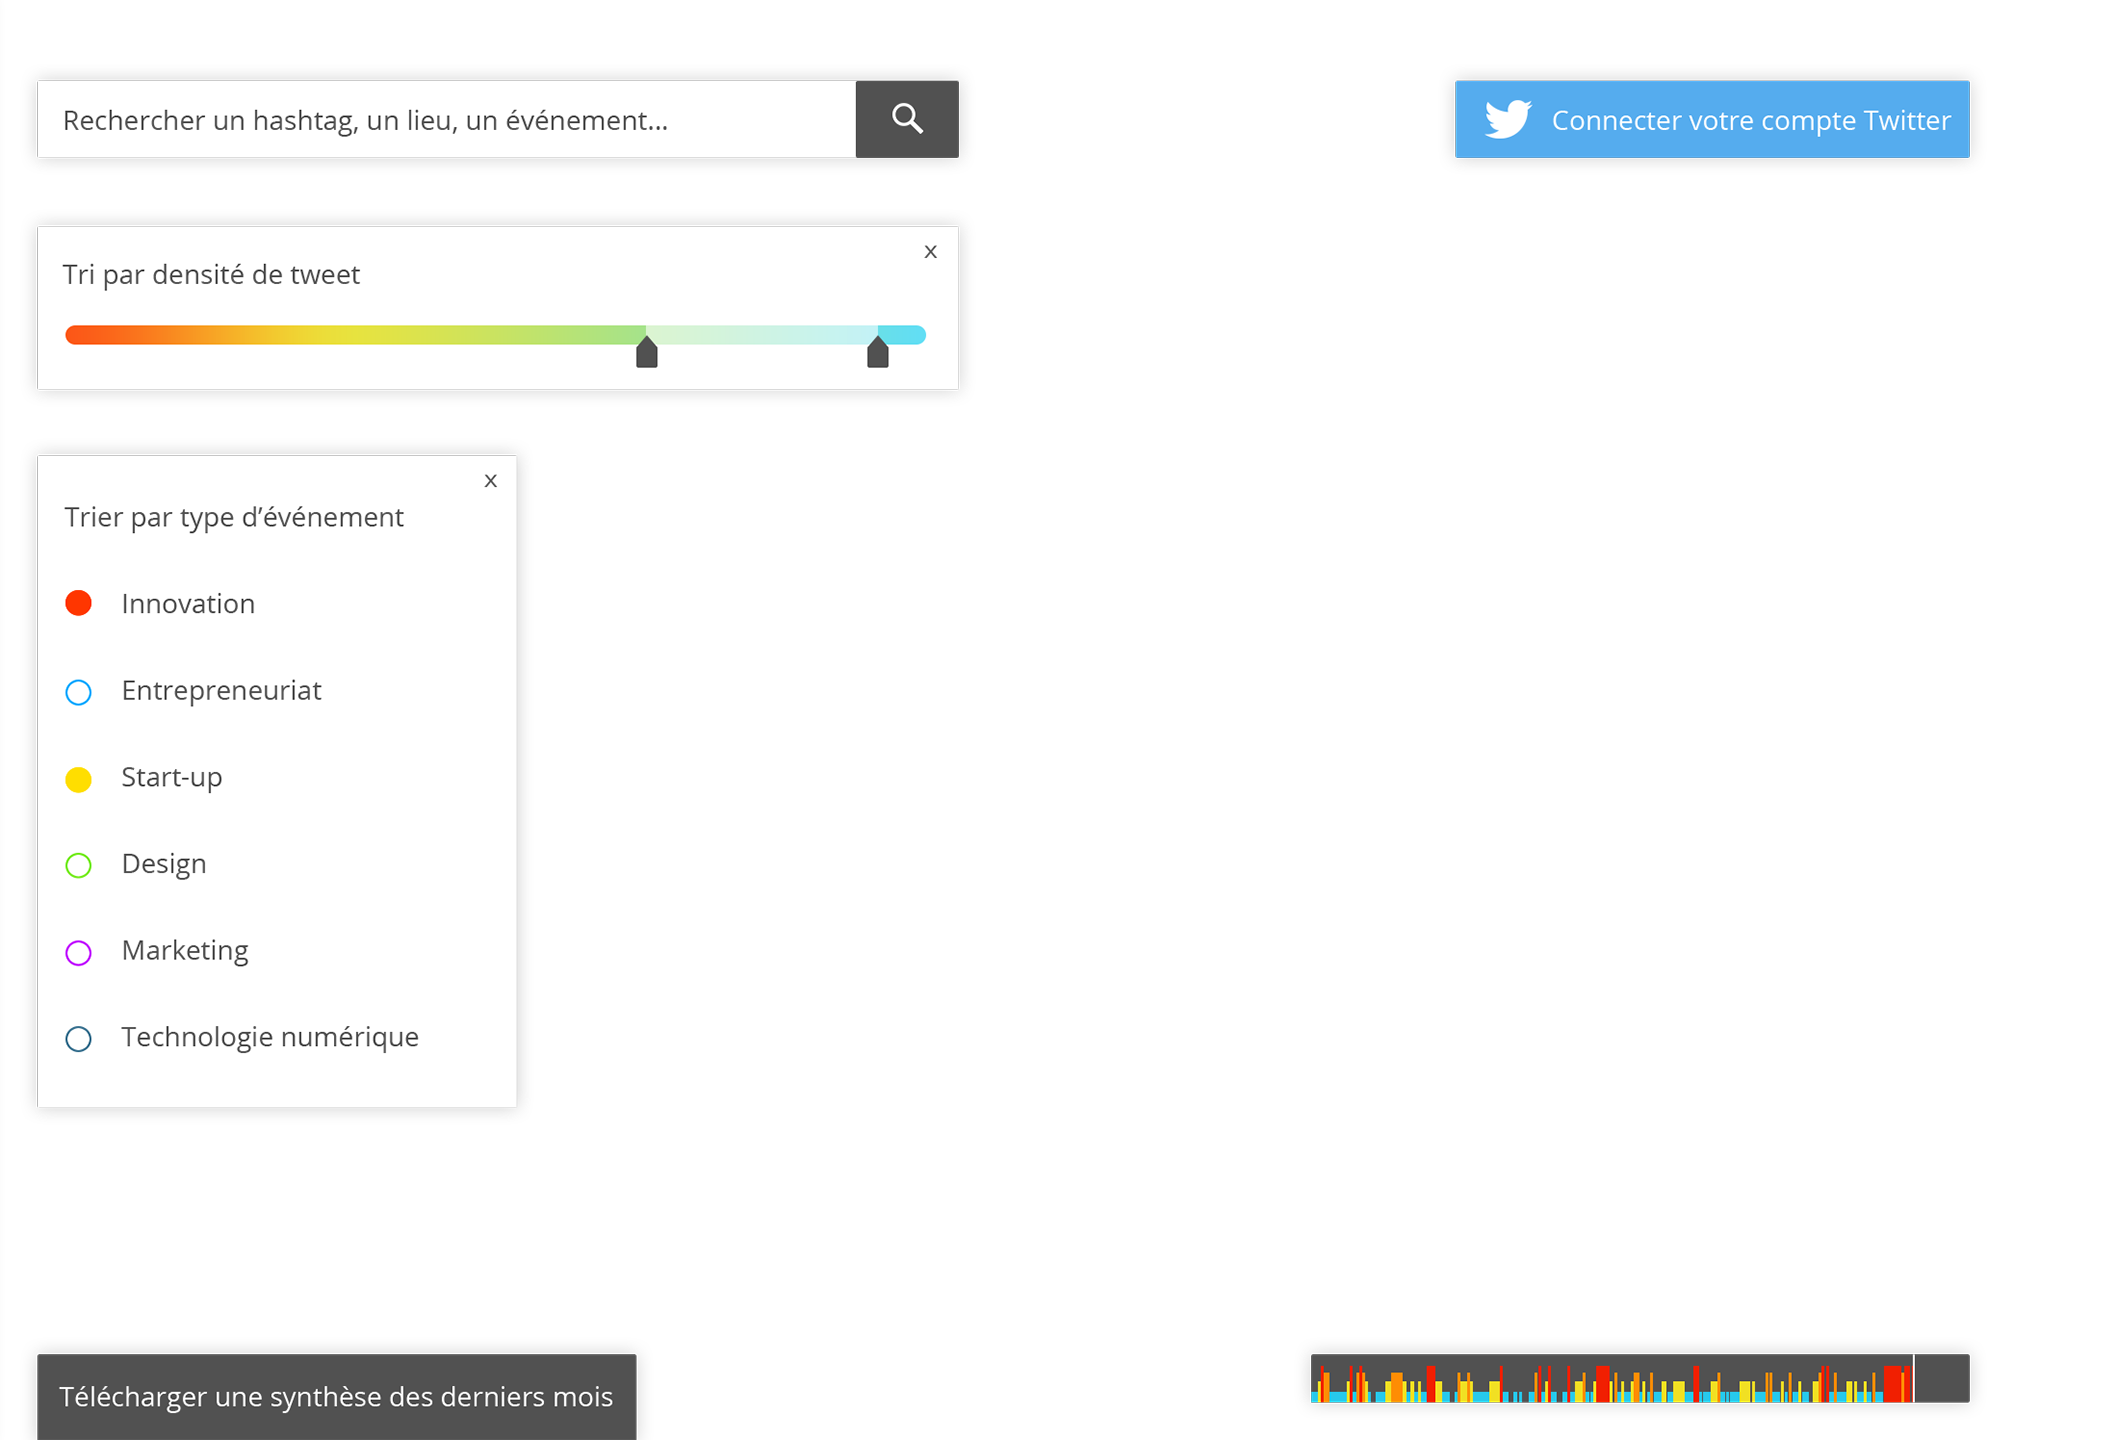 Rechercher un hashtag, un lieu, un événement...
Connecter votre compte Twitter
x
Tri par densité de tweet
x
Trier par type d’événement
Innovation
Entrepreneuriat
Start-up
Design
Marketing
Technologie numérique
Télécharger une synthèse des derniers mois